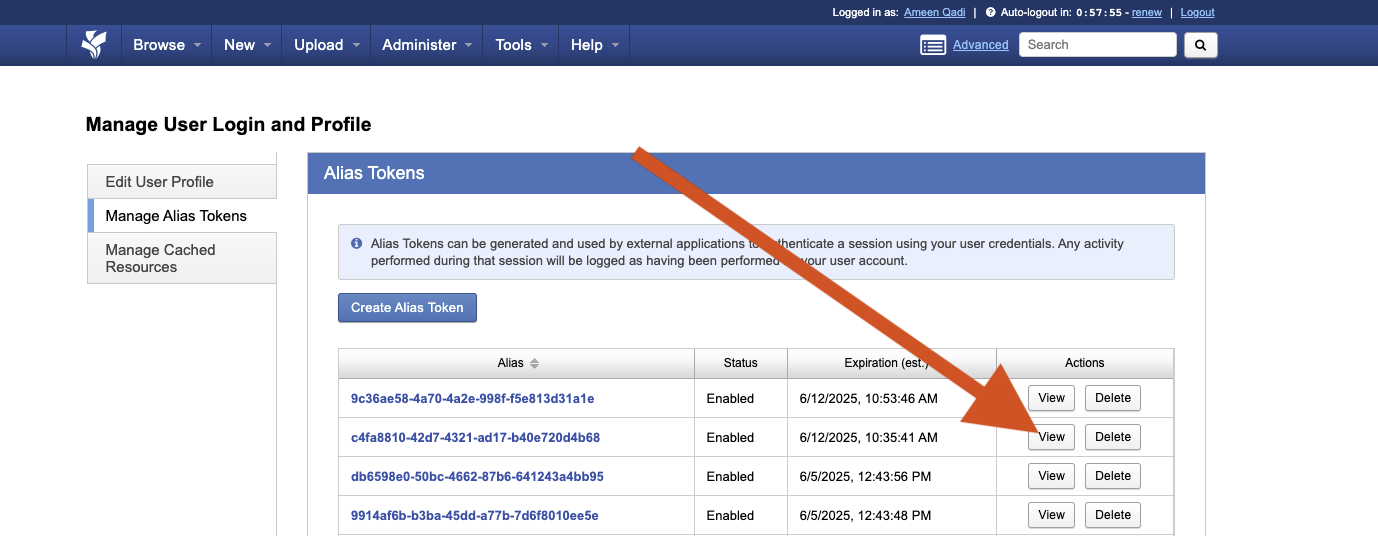 Logged in as: Ameen Qadi | Auto-logout in: 0:57:55 - renew | Logout
Browse New Upload Administer Tools Help Advanced Search
Manage User Login and Profile
Edit User Profile
Manage Alias Tokens
Manage Cached
Resources
Alias Tokens
Alias Tokens can be generated and used by external applications to authenticate a session using your user credentials. Any activity
performed during that session will be logged as having been performed your user account.
Create Alias Token
Alias Status Expiration (est.) Actions
9c36ae58-4a70-4a2e-998f-f5e813d31a1e Enabled 6/12/2025, 10:53:46 AM View Delete
c4fa8810-42d7-4321-ad17-b40e720d4b68 Enabled 6/12/2025, 10:35:41 AM View Delete
db6598e0-50bc-4662-87b6-641243a4bb95 Enabled 6/5/2025, 12:43:56 PM View Delete
9914af6b-b3ba-45dd-a77b-7d6f8010ee5e Enabled 6/5/2025, 12:43:48 PM View Delete